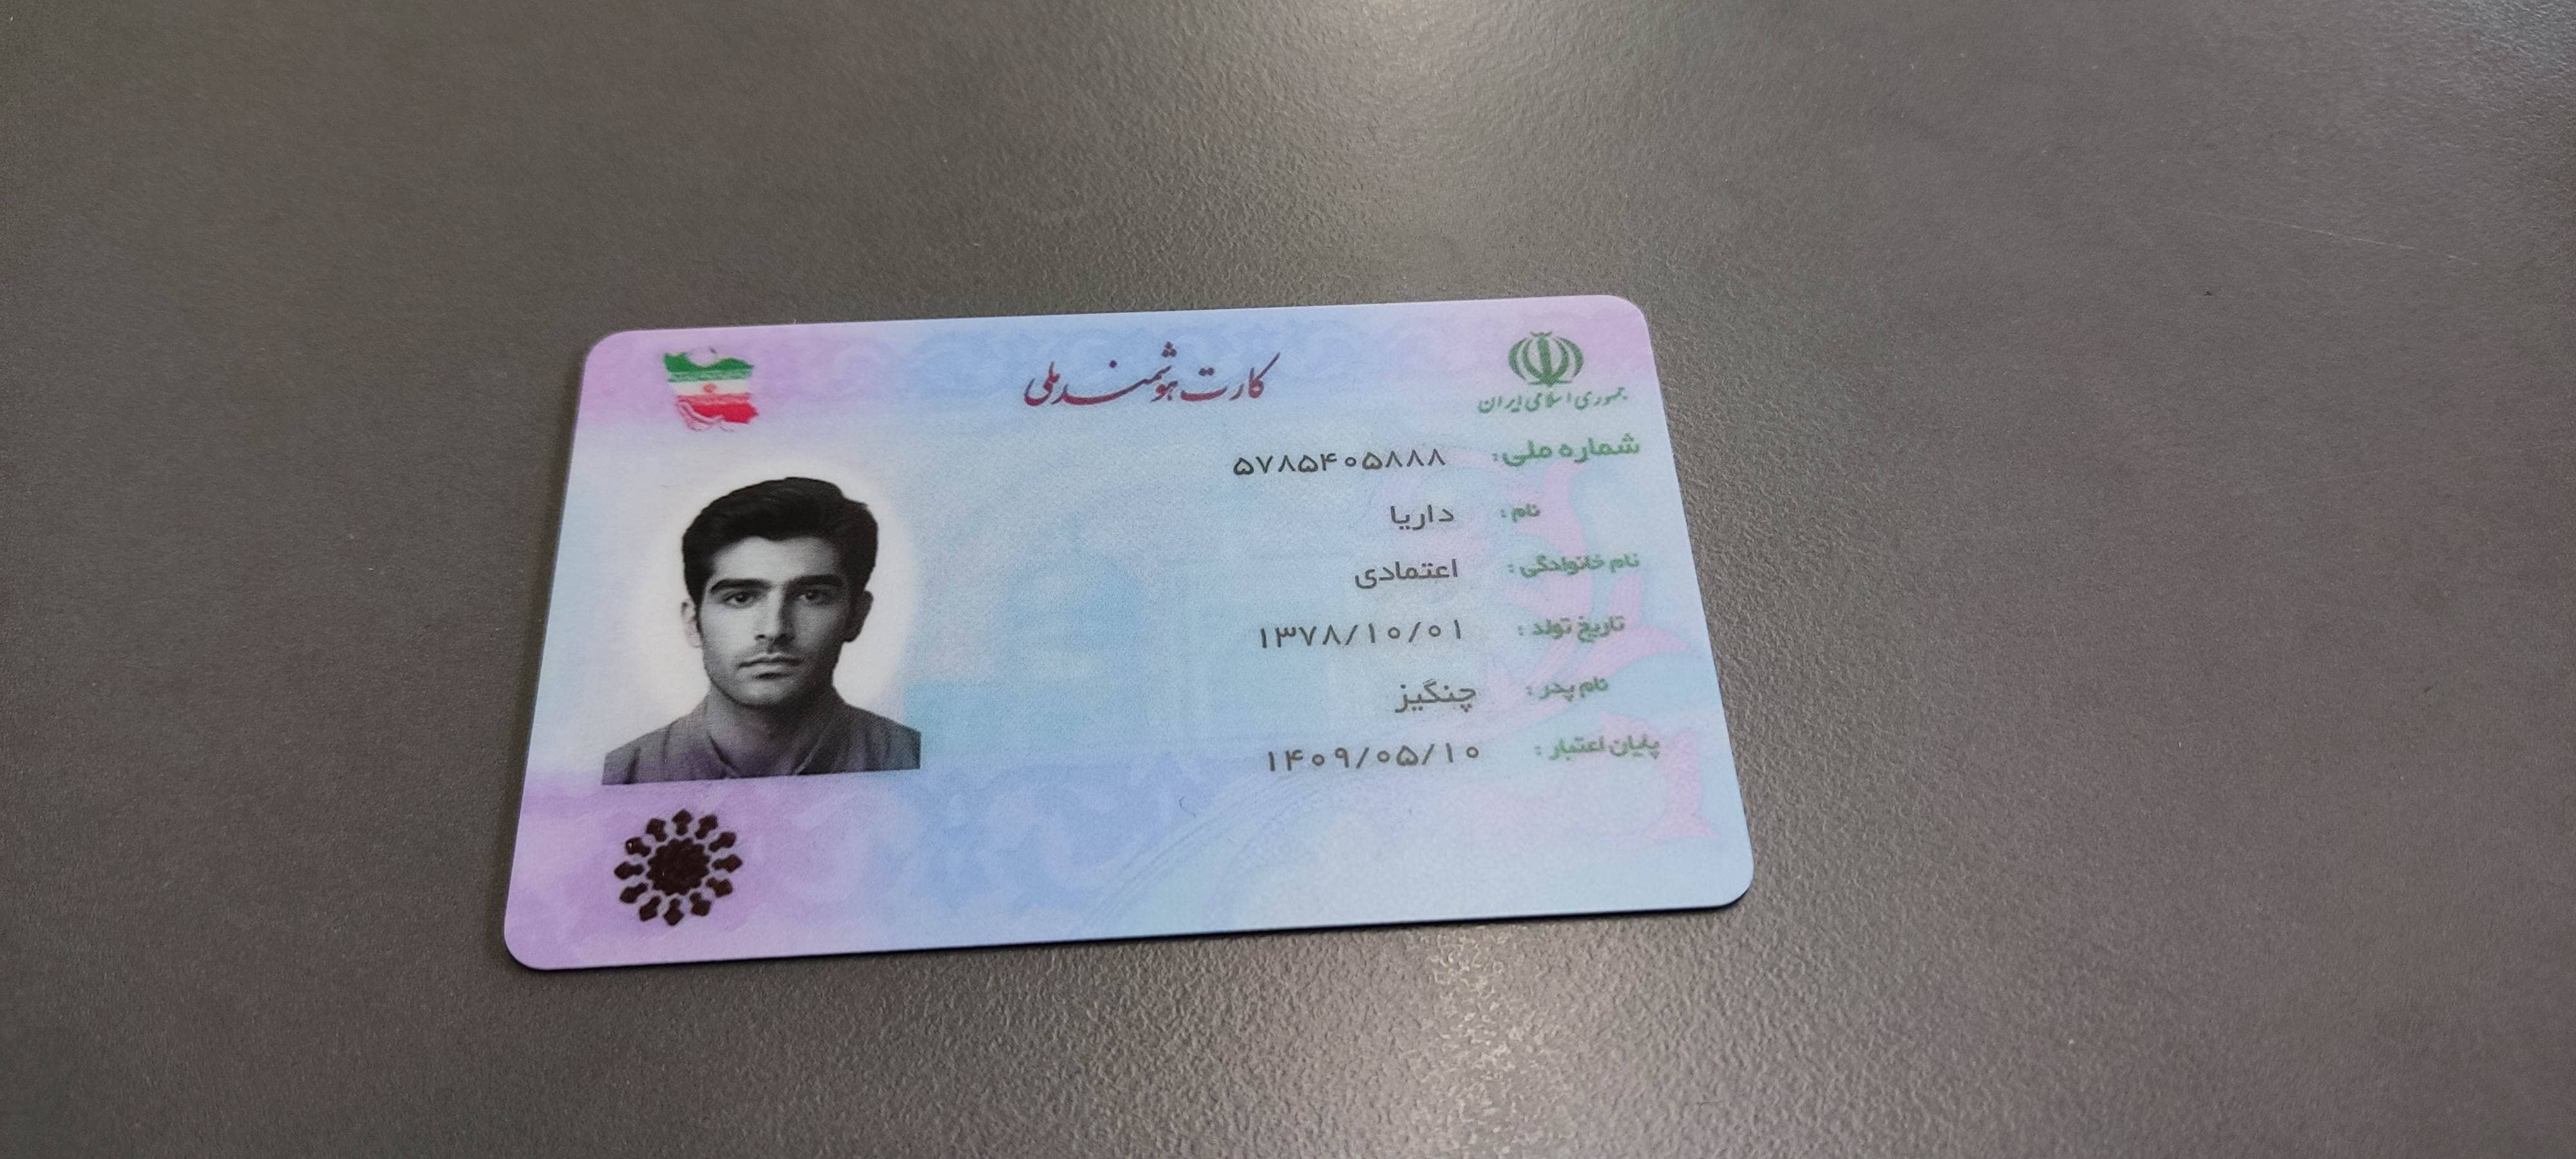 جمهوری اسلامی ایران
کارت هوشمند ملی
شماره ملی: ۵۷۸۵۴۰۵۸۸۸
نام: داریا
نام خانوادگی: اعتمادی
تاریخ تولد: ۱۳۷۸/۱۰/۰۱
نام پدر: چنگیز
پایان اعتبار: ۱۴۰۹/۰۵/۱۰